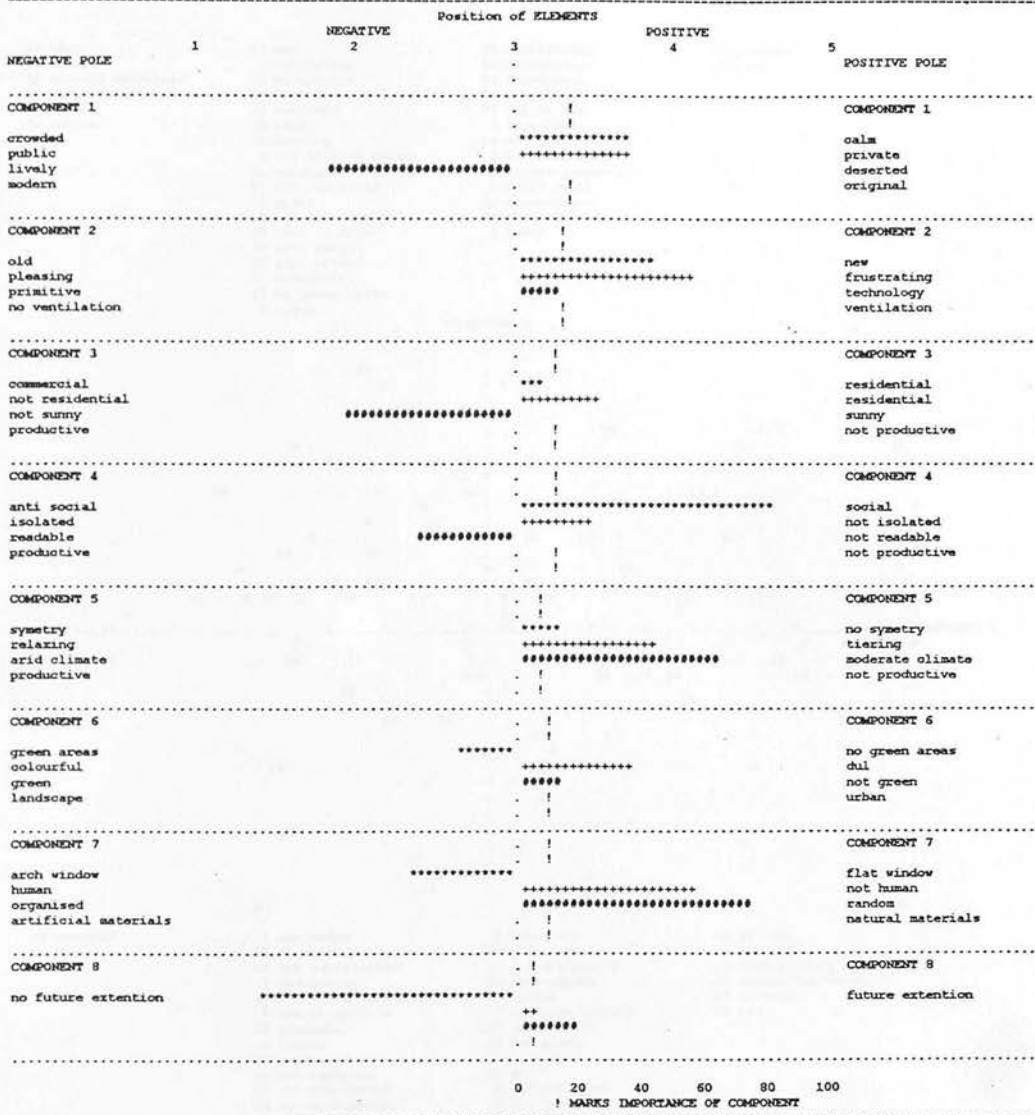 Position of ELEMENTS
NEGATIVE POSITIVE
1 2 3 4 5
NEGATIVE POLE POSITIVE POLE
COMPONENT 1 ! COMPONENT 1
!
crowded **************** calm
public ++++++++++++++++ private
lively ########################### deserted
modern ! original
!
COMPONENT 2 ! COMPONENT 2
!
old ******************** new
pleasing ++++++++++++++++++++++++++ frustrating
primitive ##### technology
no ventilation ! ventilation
!
COMPONENT 3 ! COMPONENT 3
!
commercial *** residential
not residential ++++++++++++ residential
not sunny ######################### sunny
productive ! not productive
!
COMPONENT 4 ! COMPONENT 4
!
anti social ************************************** social
isolated ++++++++++ not isolated
readable ############## not readable
productive ! not productive
!
COMPONENT 5 ! COMPONENT 5
!
symetry ***** no symetry
relaxing ++++++++++++++++++++ tiering
arid climate ############################## moderate climate
productive ! not productive
!
COMPONENT 6 ! COMPONENT 6
!
green areas ******** no green areas
colourful ++++++++++++++++ dul
green ##### not green
landscape ! urban
!
COMPONENT 7 ! COMPONENT 7
!
arch window *************** flat window
human ++++++++++++++++++++++++++ not human
organised ################################## random
artificial materials ! natural materials
!
COMPONENT 8 ! COMPONENT 8
!
no future extention ************************************** future extention
++
########
!
0 20 40 60 80 100
! MARKS IMPORTANCE OF COMPONENT